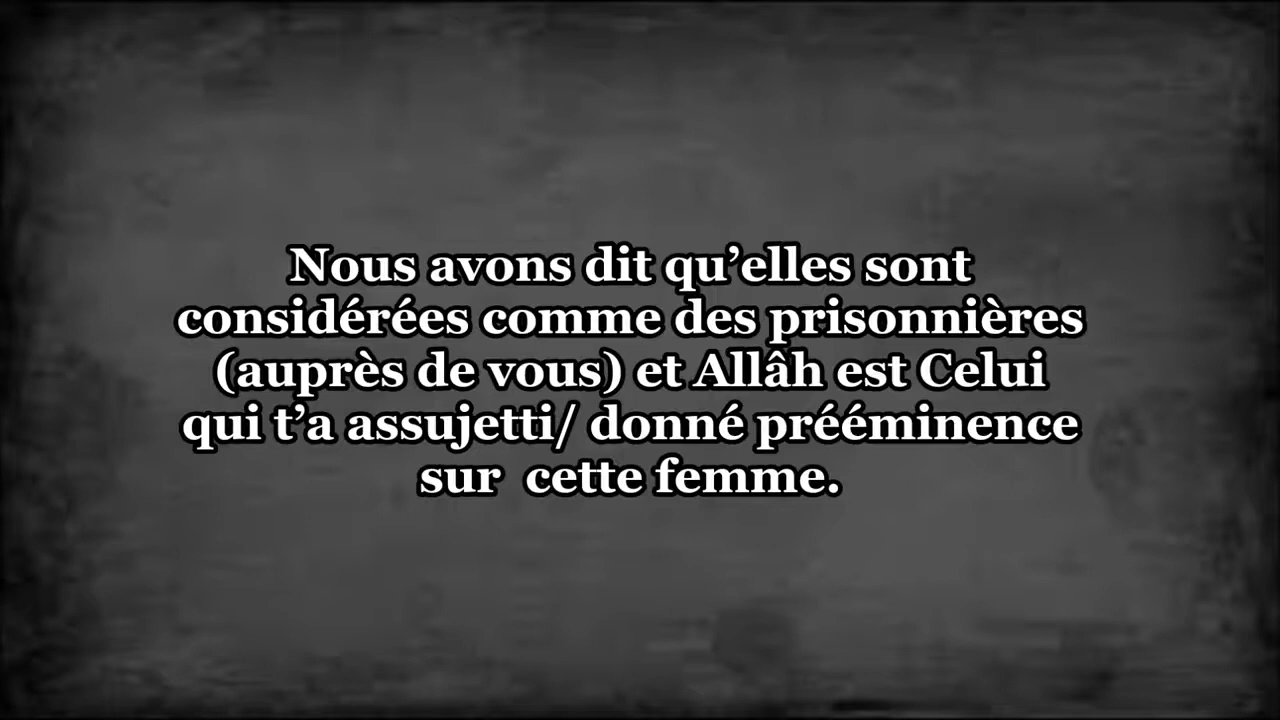 Nous avons dit qu’elles sont
considérées comme des prisonnières
(auprès de vous) et Allâh est Celui
qui t’a assujetti/ donné prééminence
sur  cette femme.